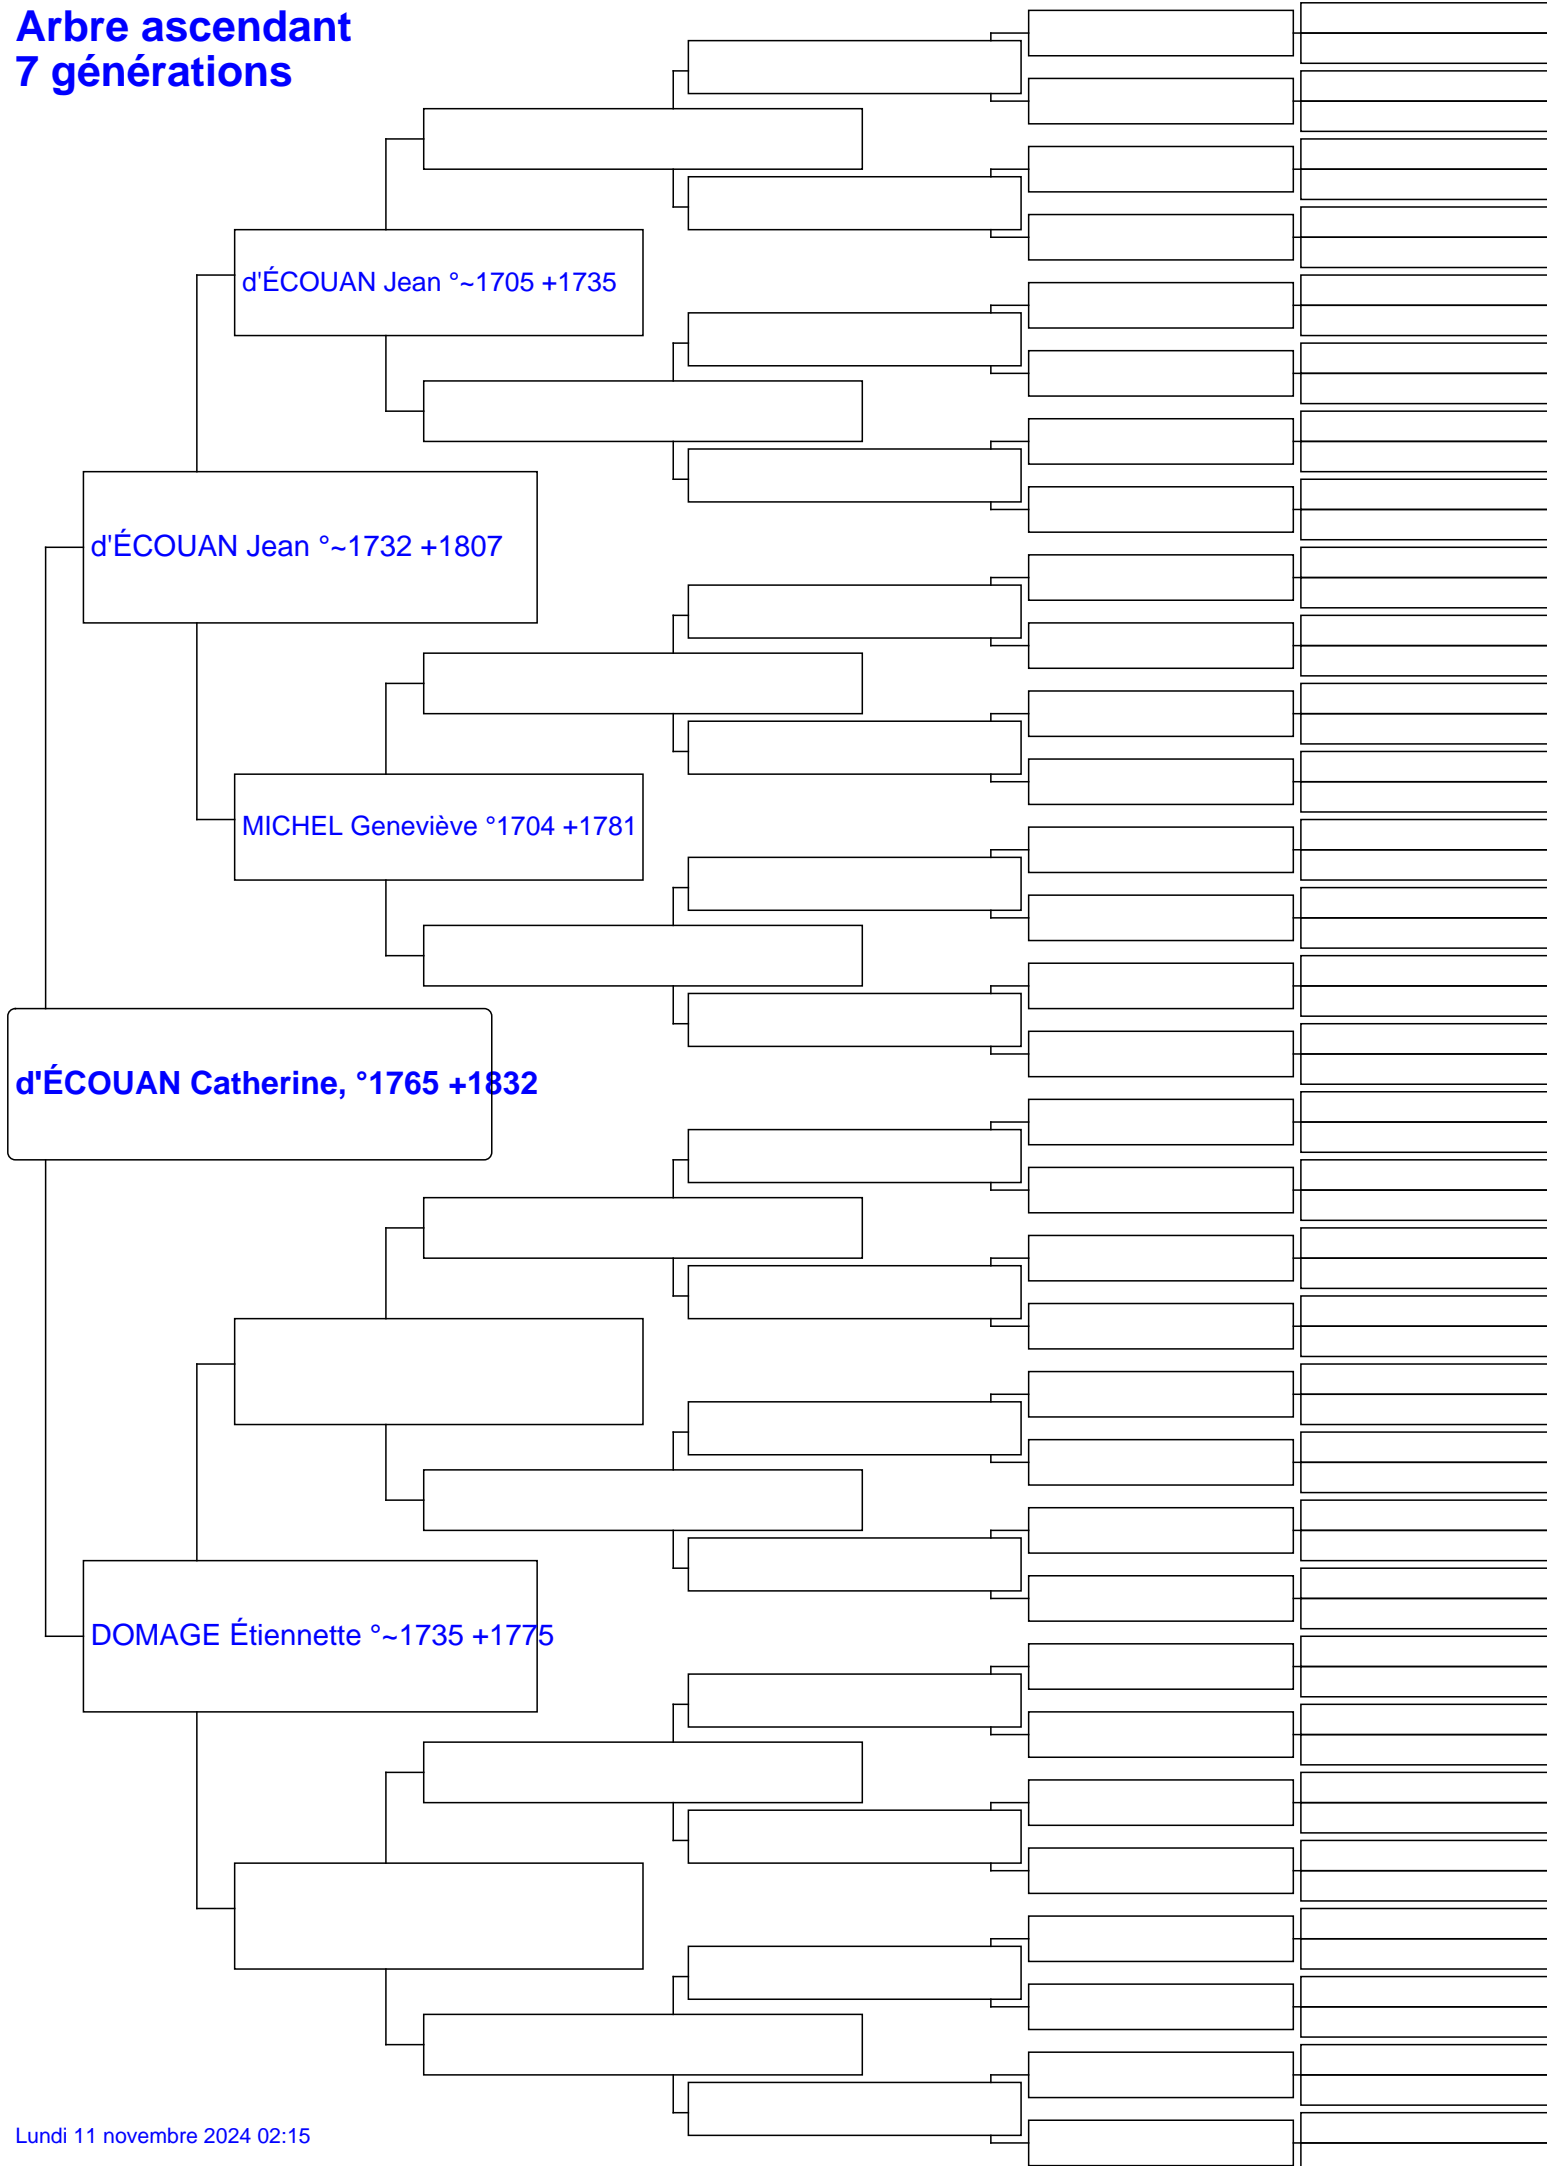 Arbre ascendant
7 générations
d'ÉCOUAN Jean °~1705 +1735
d'ÉCOUAN Jean °~1732 +1807
MICHEL Geneviève °1704 +1781
d'ÉCOUAN Catherine, °1765 +1832
DOMAGE Étiennette °~1735 +1775
Lundi 11 novembre 2024 02:15